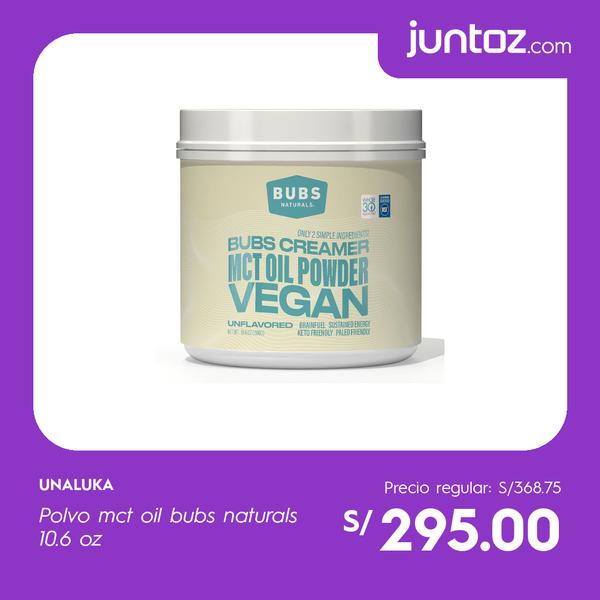 juntoz.com
BUBS
NATURALS.
ONLY 2 SIMPLE INGREDIENTS!
BUBS CREAMER
MCT OIL POWDER
VEGAN
UNFLAVORED BRAINFUEL SUSTAINED ENERGY
KETO FRIENDLY PALEO FRIENDLY
UNALUKA
Precio regular: S/368.75
Polvo mct oil bubs naturals
10.6 oz
S/295.00